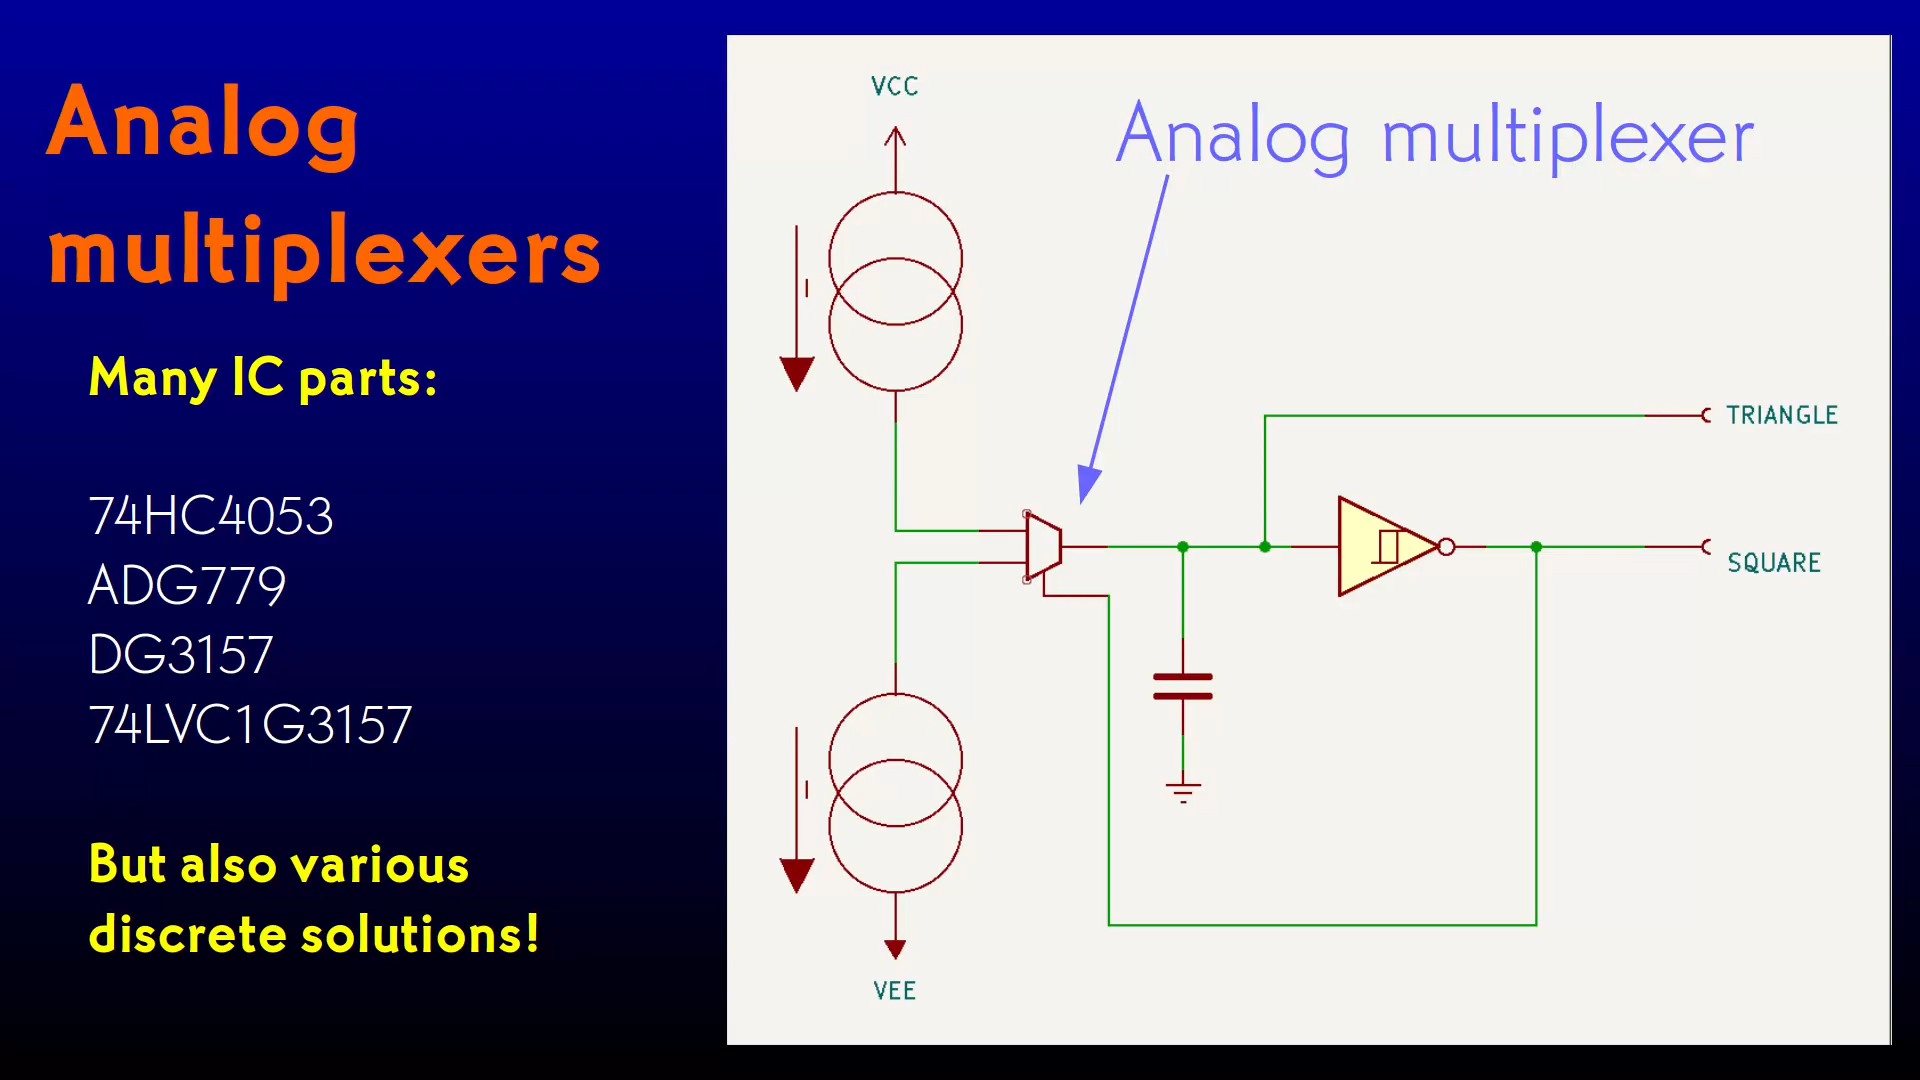 Analog
multiplexers
Many IC parts:
74HC4053
ADG779
DG3157
74LVC1G3157
But also various
discrete solutions!
VCC
Analog multiplexer
I
TRIANGLE
SQUARE
I
VEE